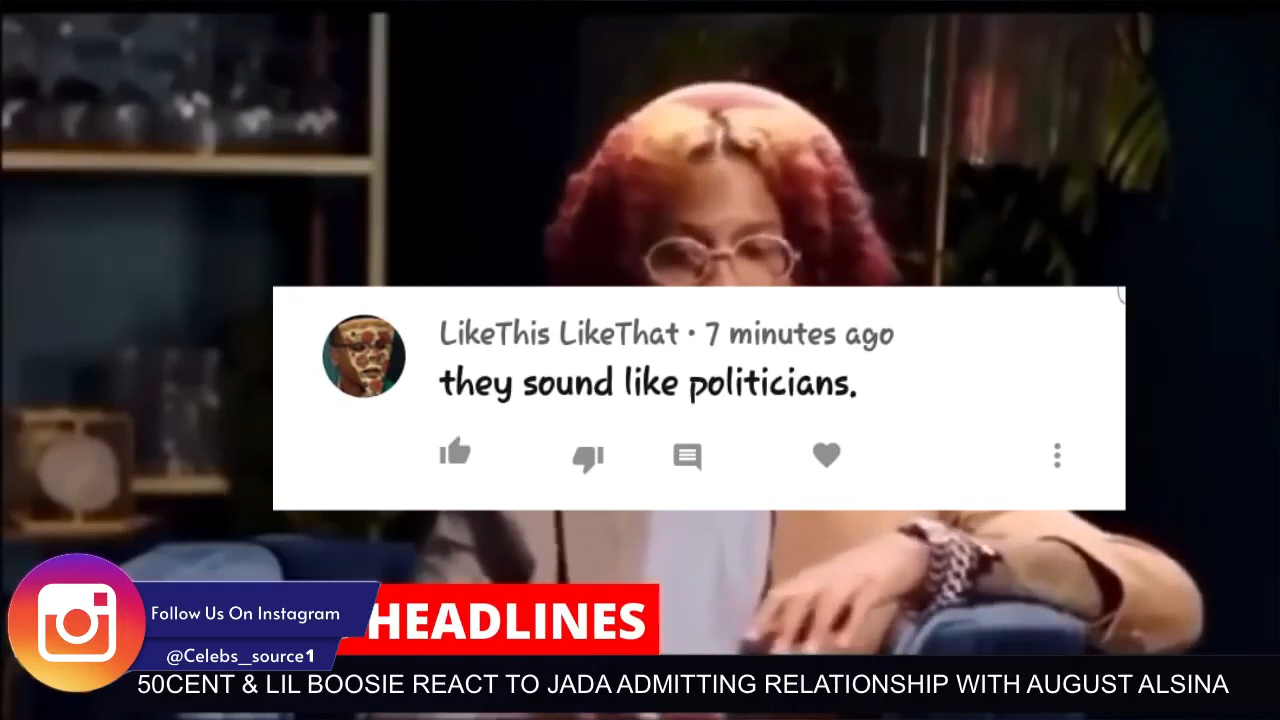 LikeThis LikeThat • 7 minutes ago
they sound like politicians.
HEADLINES
Follow Us On Instagram
@Celebs_source1
50CENT & LIL BOOSIE REACT TO JADA ADMITTING RELATIONSHIP WITH AUGUST ALSINA